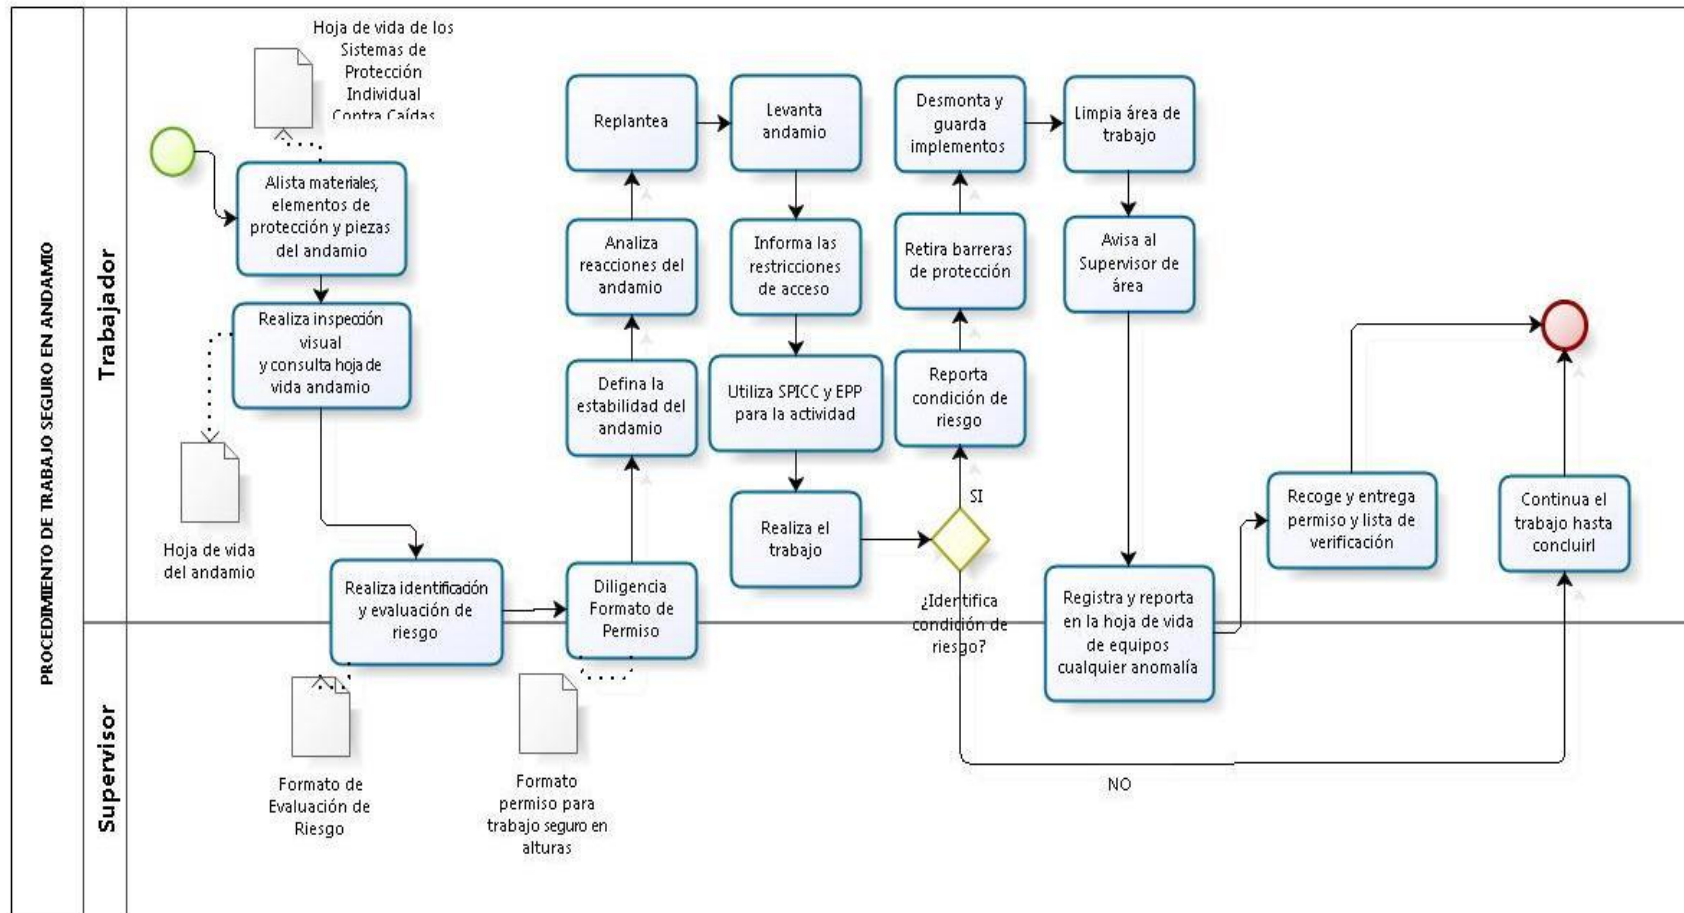 PROCEDIMIENTO DE TRABAJO SEGURO EN ANDAMIO
Trabajador
Supervisor
Hoja de vida de los
Sistemas de
Protección
Individual
Contra Caídas
Alista materiales,
elementos de
protección y piezas
del andamio
Realiza inspección
visual
y consulta hoja de
vida andamio
Hoja de vida
del andamio
Realiza identificación
y evaluación de
riesgo
Formato de
Evaluación de
Riesgo
Diligencia
Formato de
Permiso
Formato
permiso para
trabajo seguro en
alturas
Defina la
estabilidad del
andamio
Analiza
reacciones del
andamio
Replantea
Levanta
andamio
Informa las
restricciones
de acceso
Utiliza SPICC y EPP
para la actividad
Realiza el
trabajo
¿Identifica
condición de
riesgo?
SI
NO
Reporta
condición de
riesgo
Retira barreras
de protección
Desmonta y
guarda
implementos
Limpia área de
trabajo
Avisa al
Supervisor de
área
Registra y reporta
en la hoja de vida
de equipos
cualquier anomalía
Recoge y entrega
permiso y lista de
verificación
Continua el
trabajo hasta
concluirl